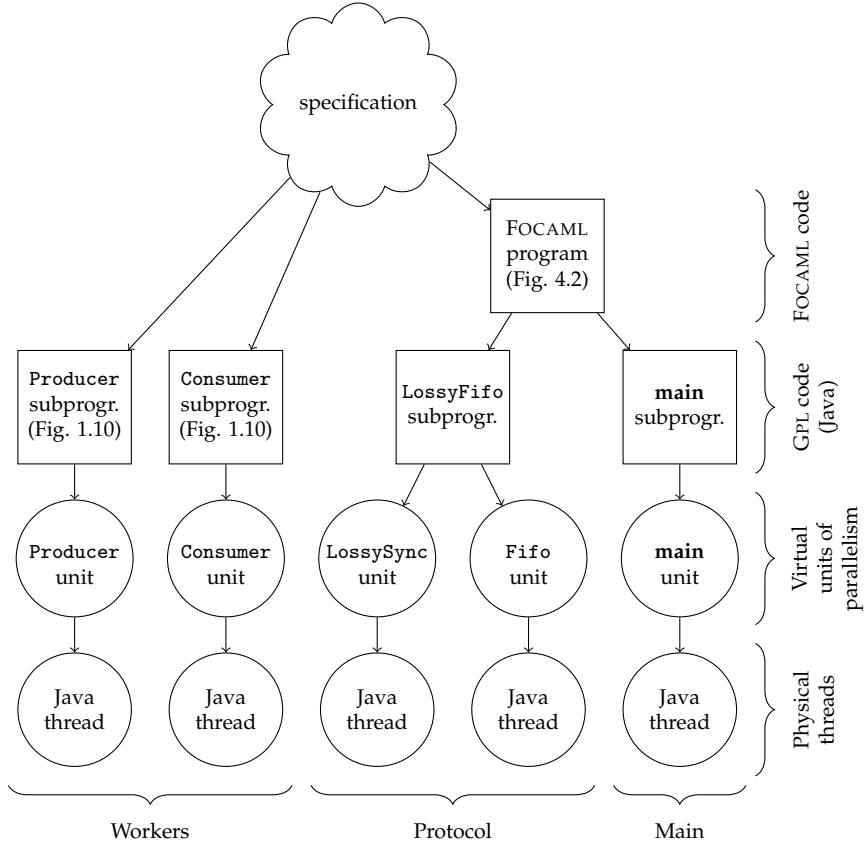 specification
FOCAML
program
(Fig. 4.2)
FOCAML code
Producer
subprogr.
(Fig. 1.10)
Consumer
subprogr.
(Fig. 1.10)
LossyFifo
subprogr.
main
subprogr.
GPL code
(Java)
Producer
unit
Consumer
unit
LossySync
unit
Fifo
unit
main
unit
Virtual
units of
parallelism
Java
thread
Java
thread
Java
thread
Java
thread
Java
thread
Physical
threads
Workers
Protocol
Main